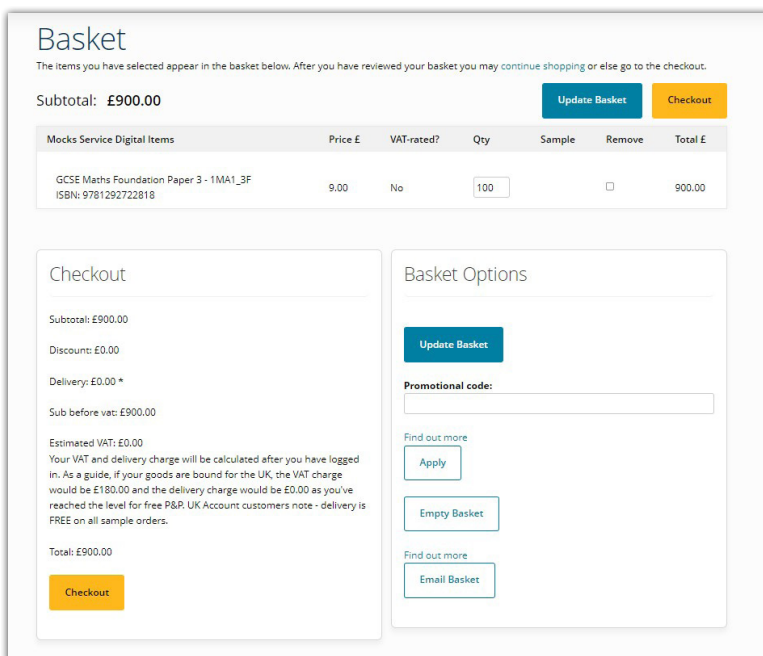 Basket
The items you have selected appear in the basket below. After you have reviewed your basket you may continue shopping or else go to the checkout.
Subtotal: £900.00
Update Basket
Checkout
Mocks Service Digital Items Price £ VAT-rated? Qty Sample Remove Total £
GCSE Maths Foundation Paper 3 - 1MA1_3F
ISBN: 9781292722818
9.00 No 100 900.00
Checkout
Subtotal: £900.00
Discount: £0.00
Delivery: £0.00 *
Sub before vat: £900.00
Estimated VAT: £0.00
Your VAT and delivery charge will be calculated after you have logged
in. As a guide, if your goods are bound for the UK, the VAT charge
would be £180.00 and the delivery charge would be £0.00 as you've
reached the level for free P&P. UK Account customers note - delivery is
FREE on all sample orders.
Total: £900.00
Checkout
Basket Options
Update Basket
Promotional code:
Find out more
Apply
Empty Basket
Find out more
Email Basket